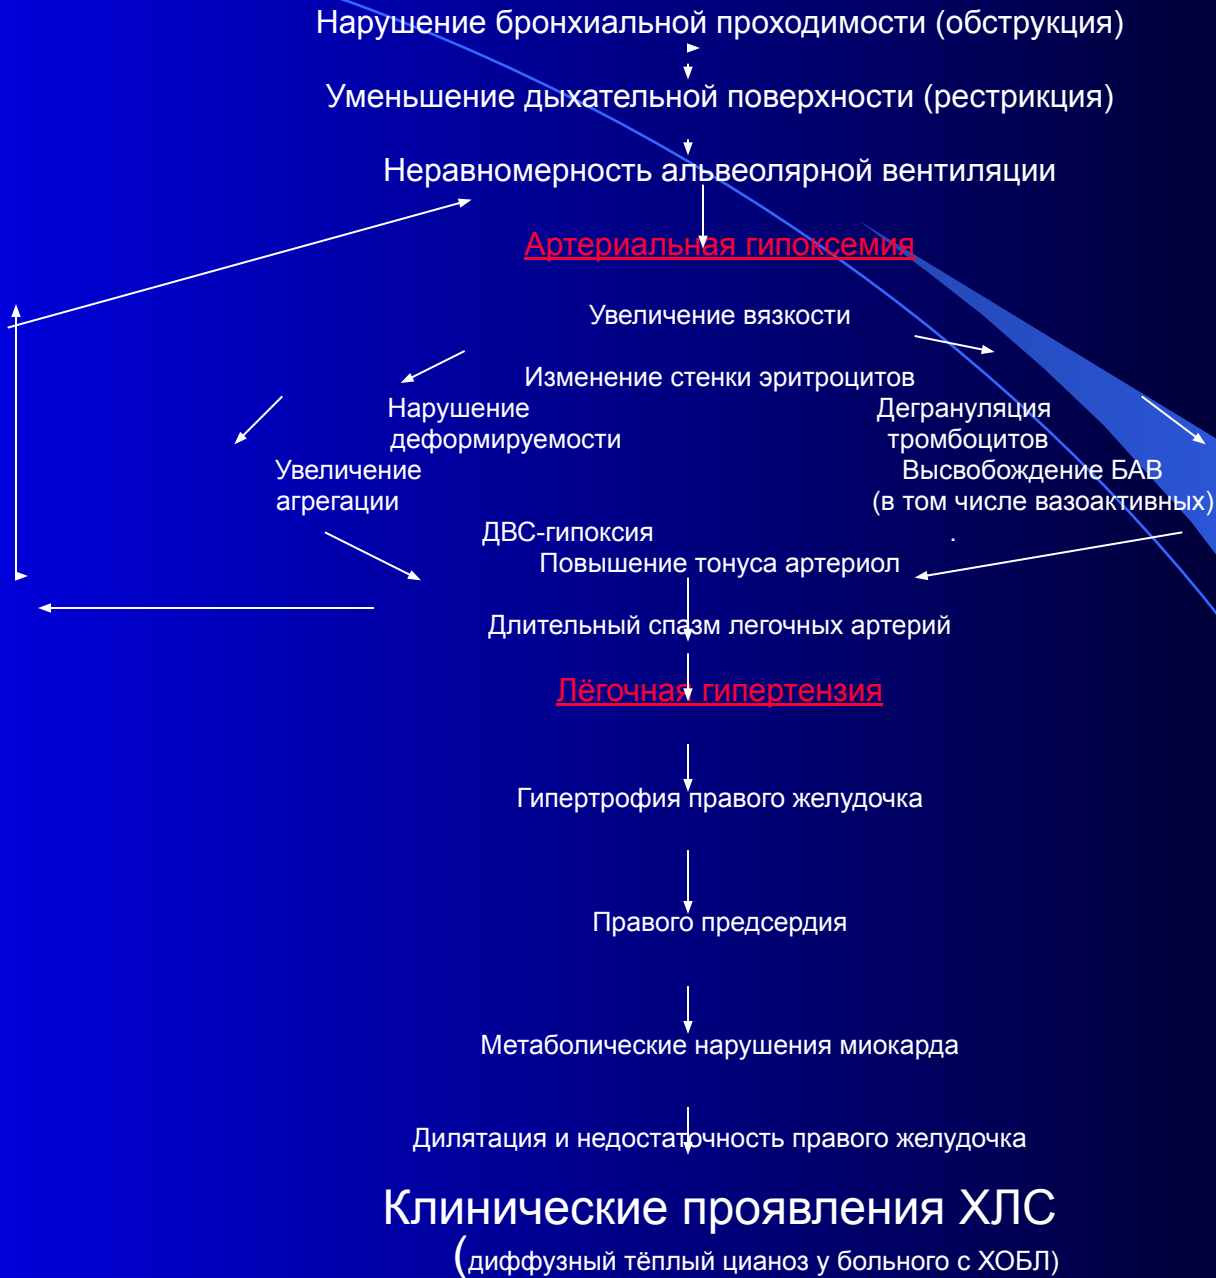 Нарушение бронхиальной проходимости (обструкция)
Уменьшение дыхательной поверхности (рестрикция)
Неравномерность альвеолярной вентиляции
Артериальная гипоксемия
Увеличение вязкости
Изменение стенки эритроцитов
Нарушение Дегрануляция
деформируемости тромбоцитов
Увеличение Высвобождение БАВ
агрегации (в том числе вазоактивных)
ДВС-гипоксия .
Повышение тонуса артериол
Длительный спазм легочных артерий
Лёгочная гипертензия
Гипертрофия правого желудочка
Правого предсердия
Метаболические нарушения миокарда
Дилятация и недостаточность правого желудочка
Клинические проявления ХЛС
(диффузный тёплый цианоз у больного с ХОБЛ)